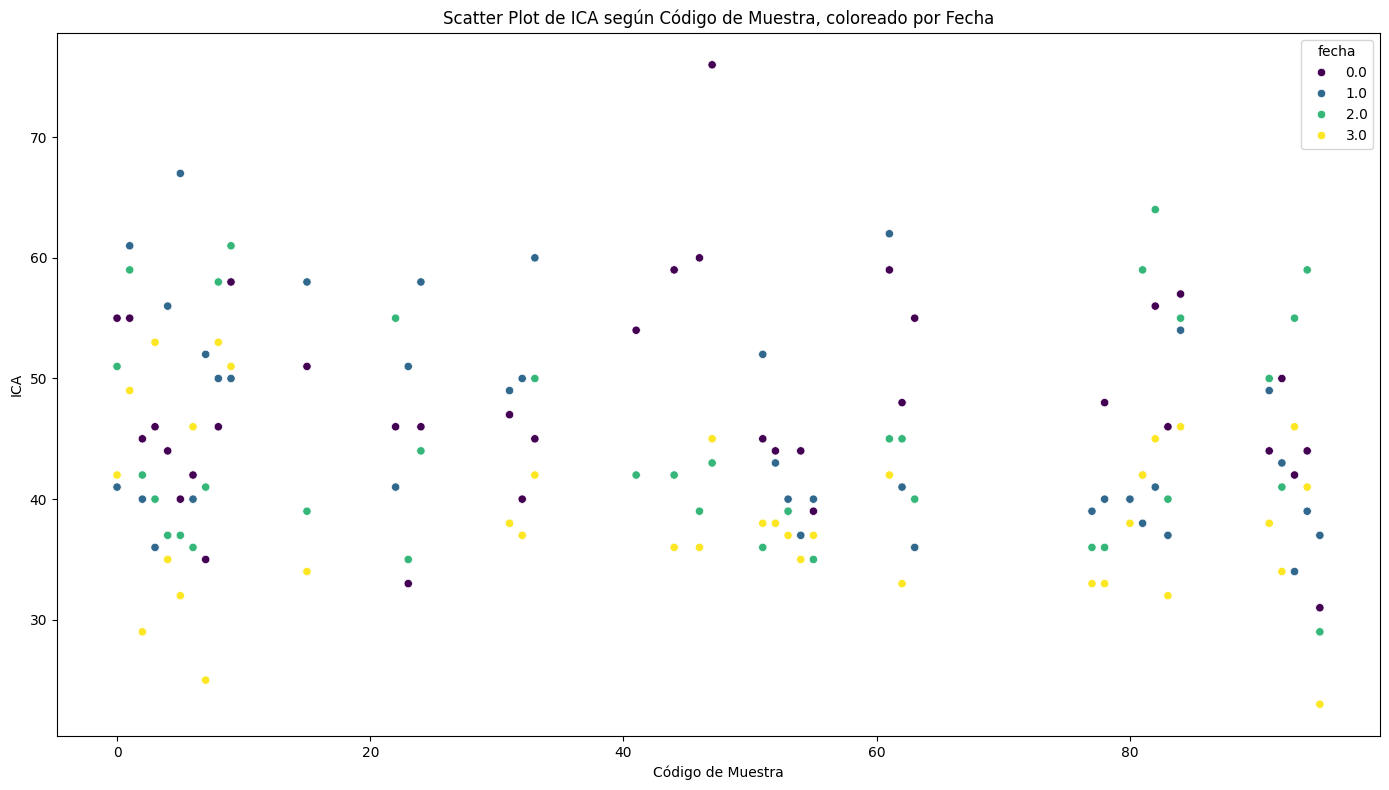 Scatter Plot de ICA según Código de Muestra, coloreado por Fecha
fecha
0.0
1.0
2.0
3.0
ICA
70
60
50
40
30
0 20 40 60 80
Código de Muestra